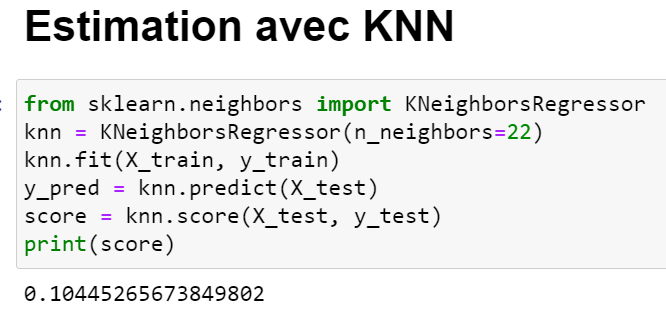 Estimation avec KNN
from sklearn.neighbors import KNeighborsRegressor
knn = KNeighborsRegressor(n_neighbors=22)
knn.fit(X_train, y_train)
y_pred = knn.predict(X_test)
score = knn.score(X_test, y_test)
print(score)
0.10445265673849802